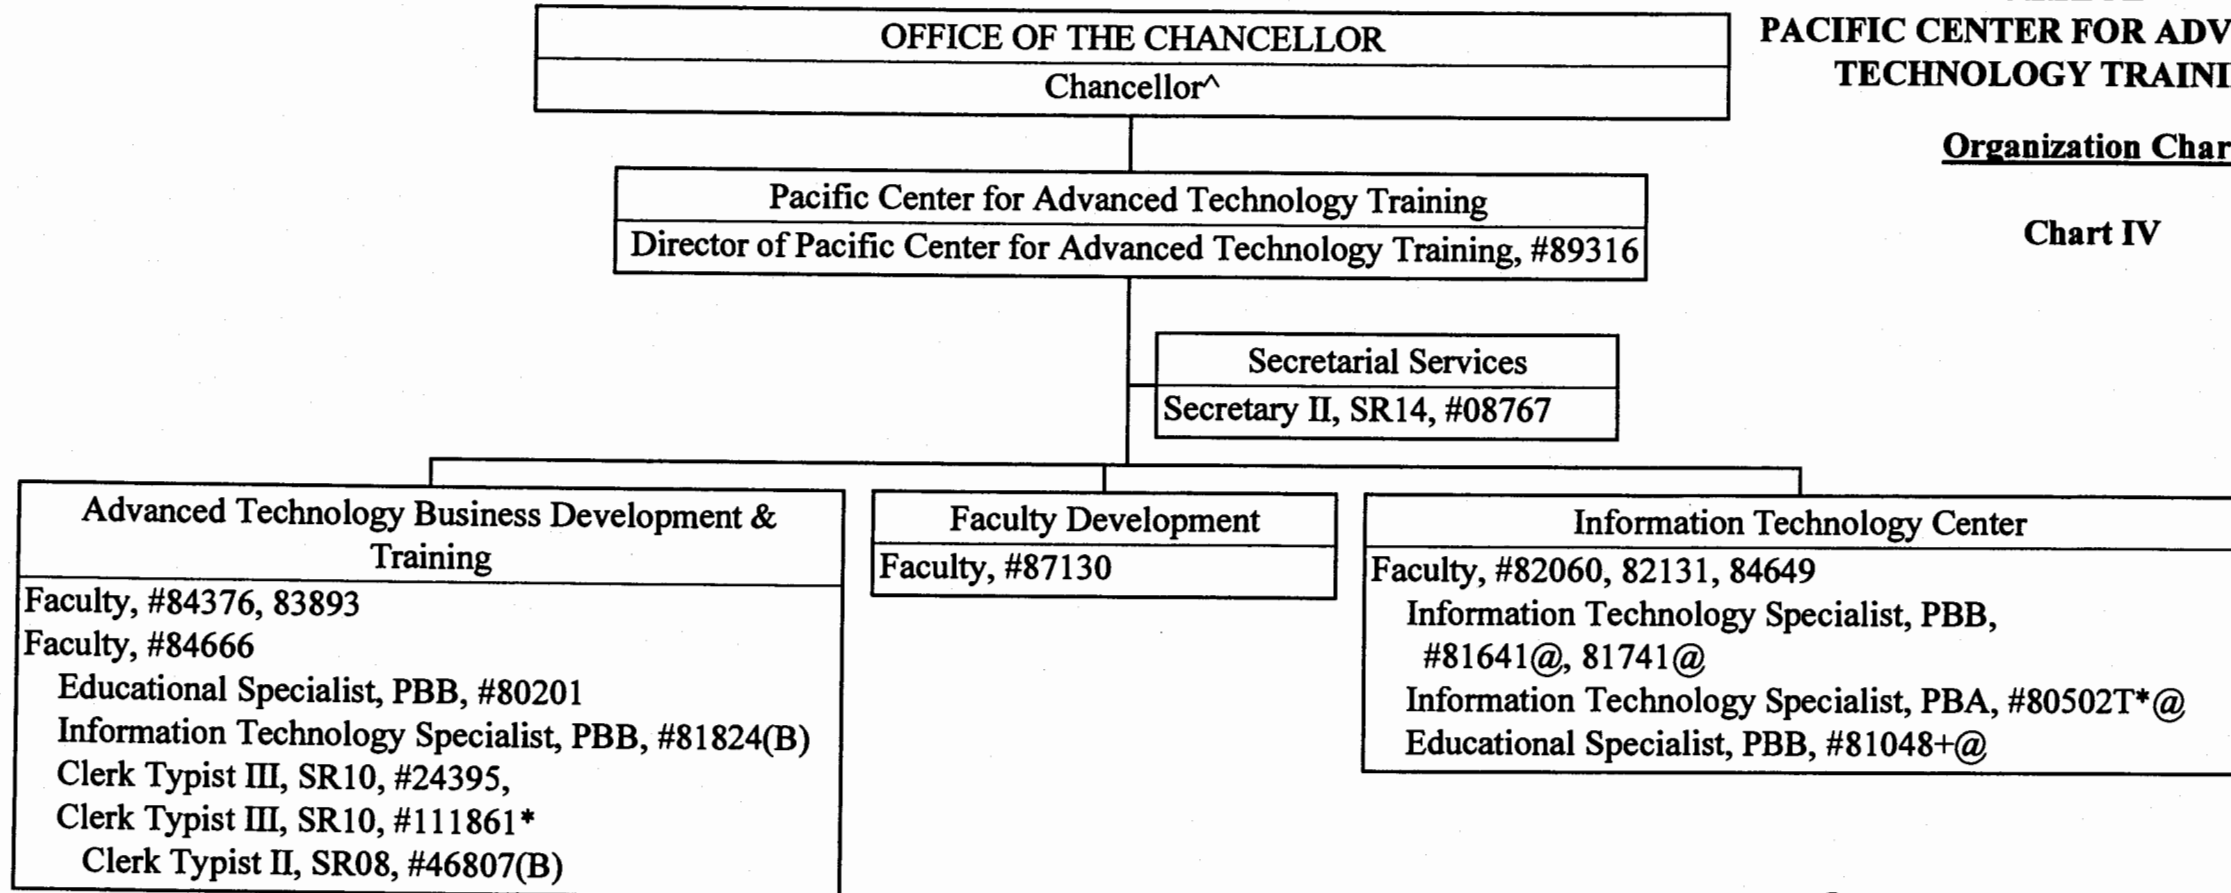 OFFICE OF THE CHANCELLOR
Chancellor^
PACIFIC CENTER FOR ADV
TECHNOLOGY TRAINI
Organization Char
Chart IV
Pacific Center for Advanced Technology Training
Director of Pacific Center for Advanced Technology Training, #89316
Secretarial Services
Secretary II, SR14, #08767
Advanced Technology Business Development &
Training
Faculty, #84376, 83893
Faculty, #84666
Educational Specialist, PBB, #80201
Information Technology Specialist, PBB, #81824(B)
Clerk Typist III, SR10, #24395,
Clerk Typist III, SR10, #111861*
Clerk Typist II, SR08, #46807(B)
Faculty Development
Faculty, #87130
Information Technology Center
Faculty, #82060, 82131, 84649
Information Technology Specialist, PBB,
#81641@, 81741@
Information Technology Specialist, PBA, #80502T*@
Educational Specialist, PBB, #81048+@